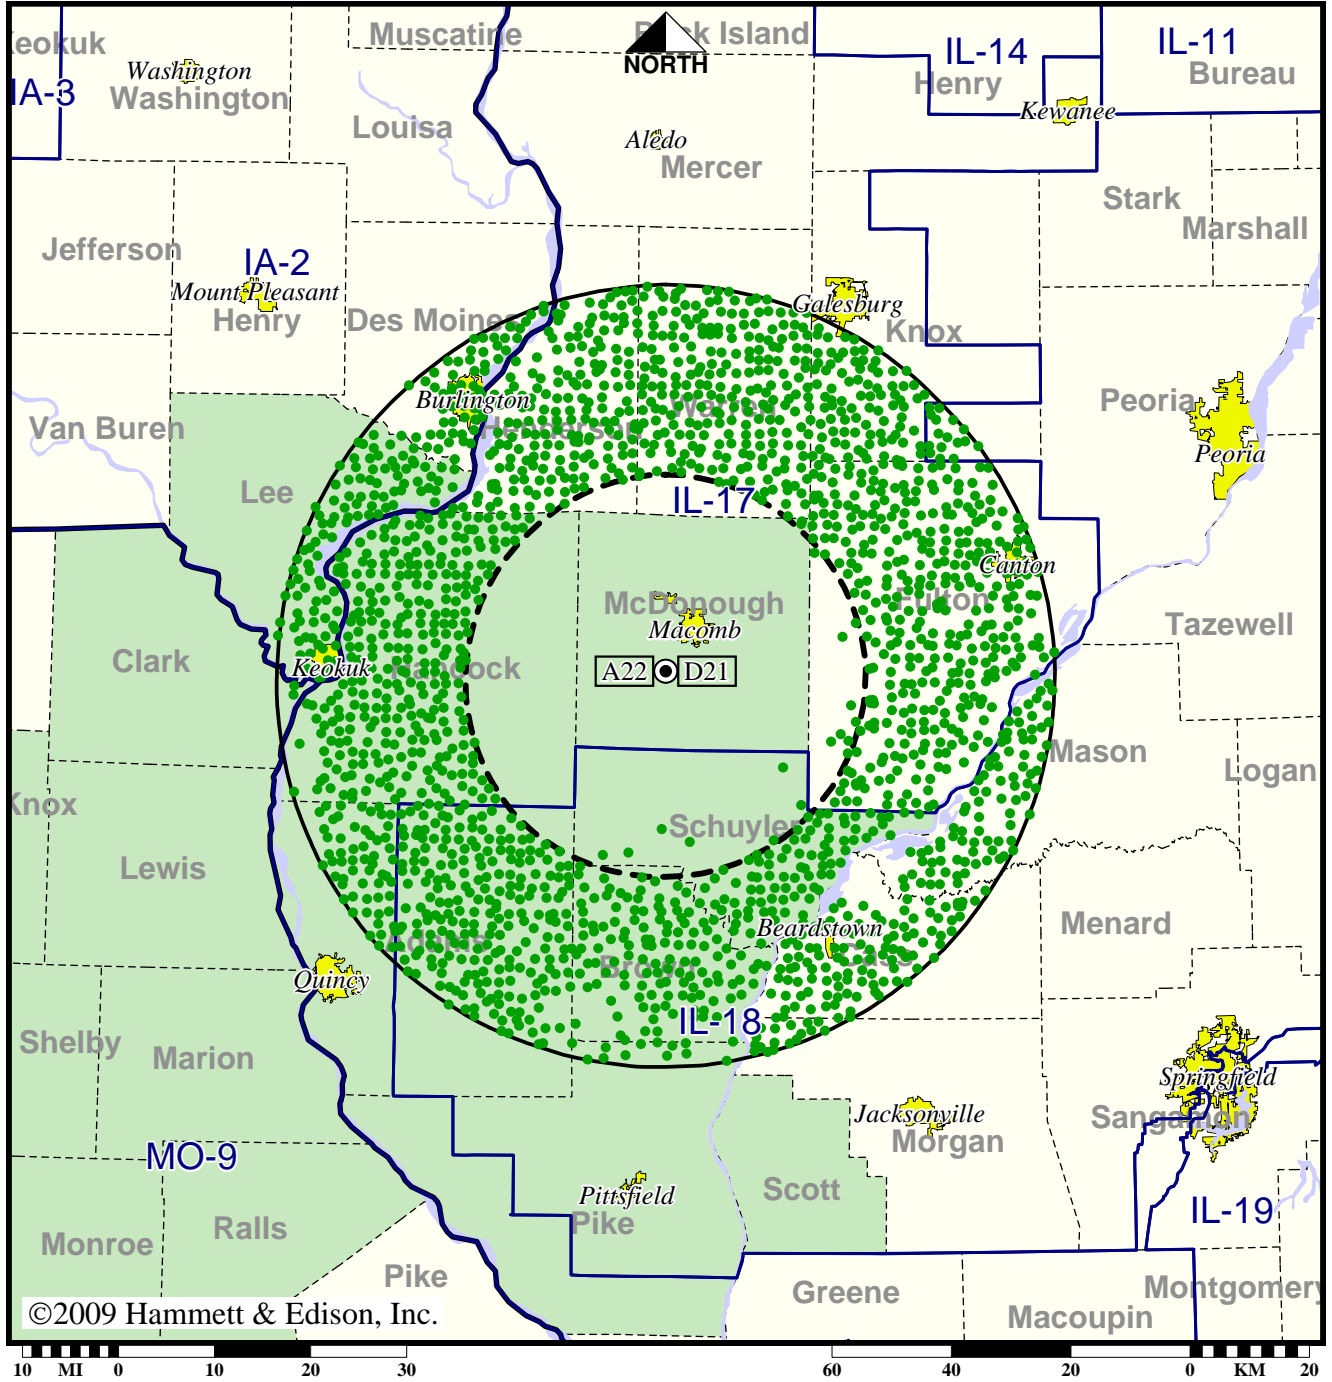 Keokuk
Muscatine
Rock Island
NORTH
IL-14
IL-11
Washington
Washington
IA-3
Henry
Bureau
Kewanee
Louisa
Aledo
Mercer
Stark
Marshall
Jefferson
IA-2
Mount Pleasant
Henry
Des Moines
Galesburg
Knox
Burlington
Warren
Henderson
Peoria
Peoria
Van Buren
Lee
IL-17
Canton
McDonough
Macomb
Fulton
Tazewell
Clark
Keokuk
Hancock
A22
D21
Mason
Logan
Knox
Schuyler
Lewis
Menard
Beardstown
Adams
Brown
Cass
Quincy
IL-18
Shelby
Marion
Springfield
Jacksonville
Morgan
Sangamon
MO-9
Pittsfield
Pike
Scott
IL-19
Monroe
Ralls
Pike
Greene
Montgomery
Macoupin
©2009 Hammett & Edison, Inc.
10 MI 0 10 20 30
60 40 20 0 KM 20